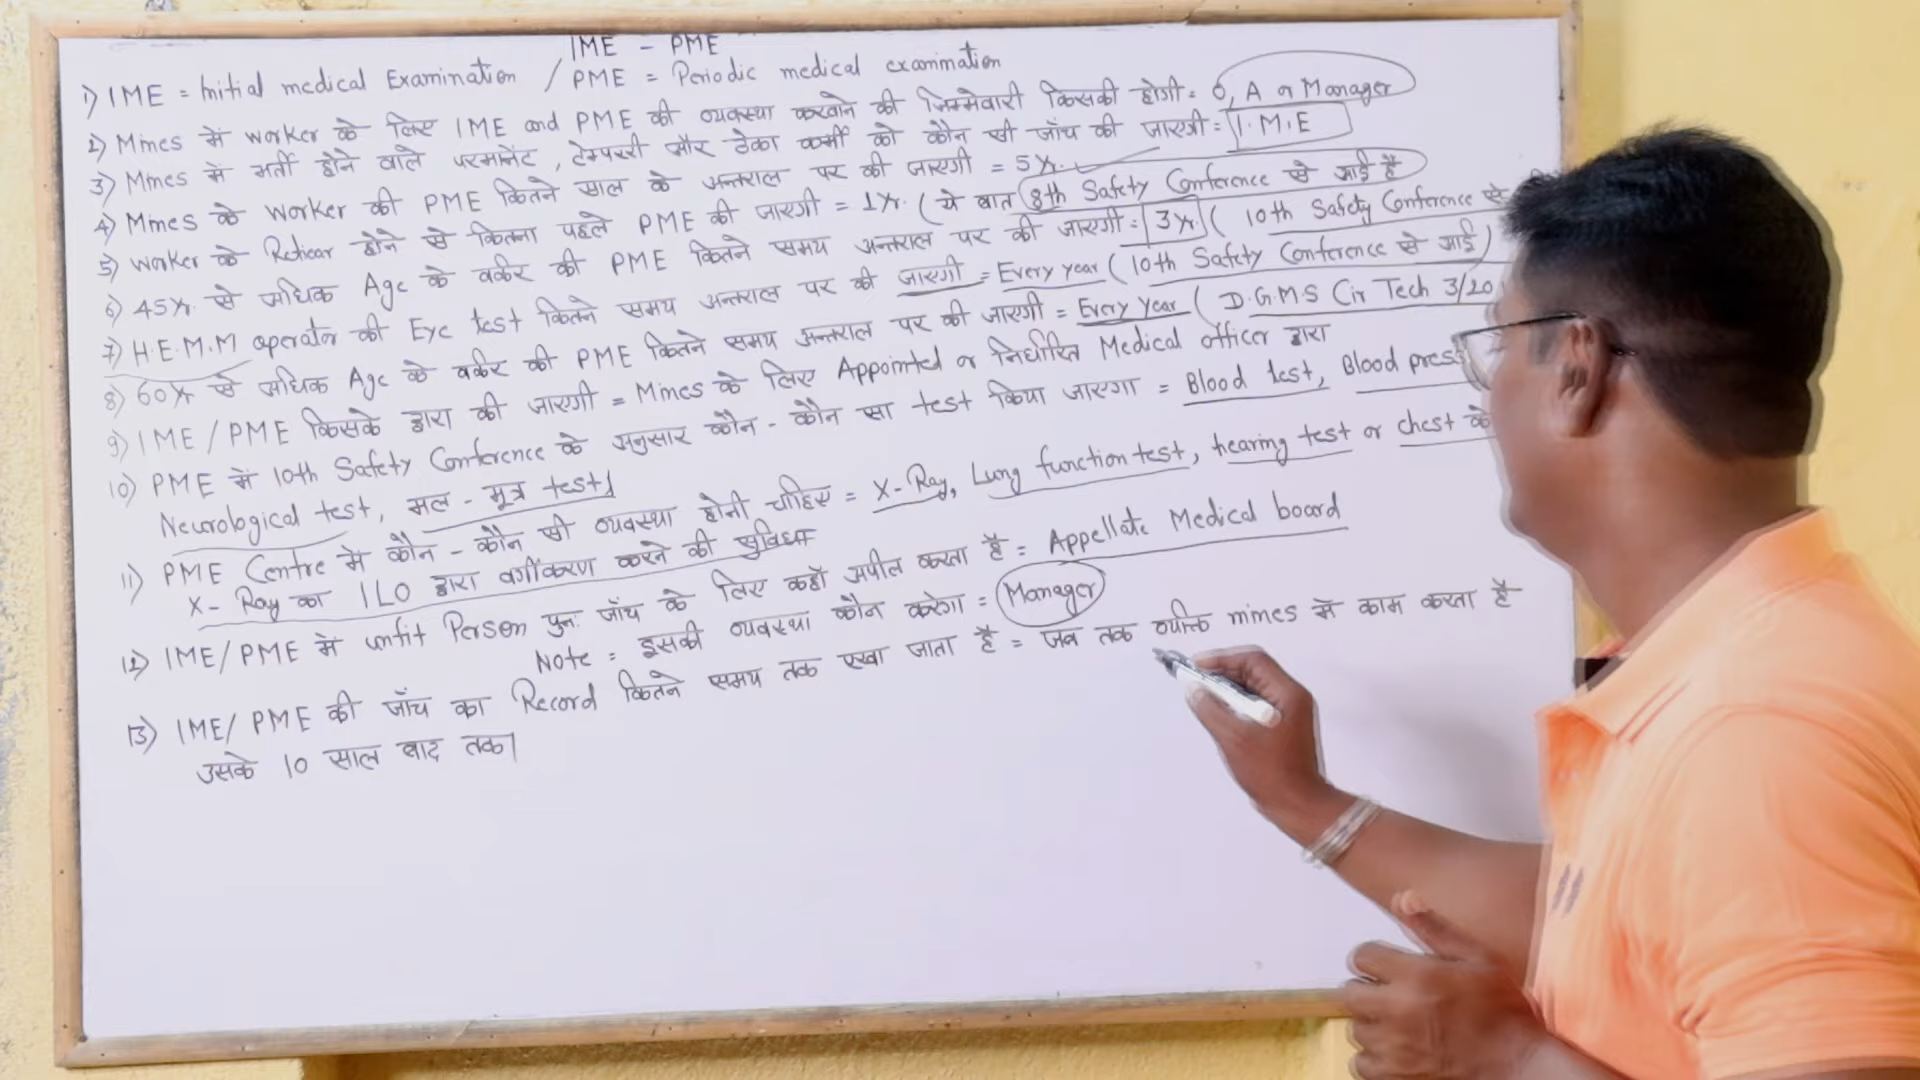 IME - PME
1) IME = Initial medical Examination / PME = Periodic medical examination
2) Mines में worker के लिए IME and PME की व्यवस्था करवाने की जिम्मेवारी किसकी होगी = O, A or Manager
3) Mines में भर्ती होने वाले परमानेंट, टेम्परी और ठेका कर्मी को कौन सी जाँच की जाएगी = I.M.E
4) Mines के worker की PME कितने साल के अन्तराल पर की जाएगी = 5 Yr.
5) worker के Reticar होने से कितना पहले PME की जाएगी = 1 Yr. (ये बात 8th Safety Conference से आई है
6) 45 Yr. से अधिक Age के वर्कर की PME कितने समय अन्तराल पर की जाएगी = 3 Yr. ( 10th Safety Conference से
7) H.E.M.M operator की Eye test कितने समय अन्तराल पर की जाएगी = Every year ( 10th Safety Conference से आई)
8) 60 Yr से अधिक Age के वर्कर की PME कितने समय अन्तराल पर की जाएगी = Every Year ( D.G.M.S Cir Tech 3/20
9) IME / PME किसके द्वारा की जाएगी = Mines के लिए Appointed or निर्धारित Medical officer द्वारा
10) PME में 10th Safety Conference के अनुसार कौन - कौन सा test किया जाएगा = Blood test, Blood press
Neurological test, मल - मूत्र test।
11) PME Centre में कौन - कौन सी व्यवस्था होनी चाहिए = X-Ray, Lung function test, hearing test or chest के
X-Ray का ILO द्वारा वर्गीकरण करने की सुविधा
12) IME/PME में unfit Person पुनः जाँच के लिए कहाँ अपील करता है = Appellate Medical board
Note = इसकी व्यवस्था कौन करेगा = Manager
13) IME/ PME की जाँच का Record कितने समय तक रखा जाता है = जब तक व्यक्ति mines में काम करता है
उसके 10 साल बाद तक।